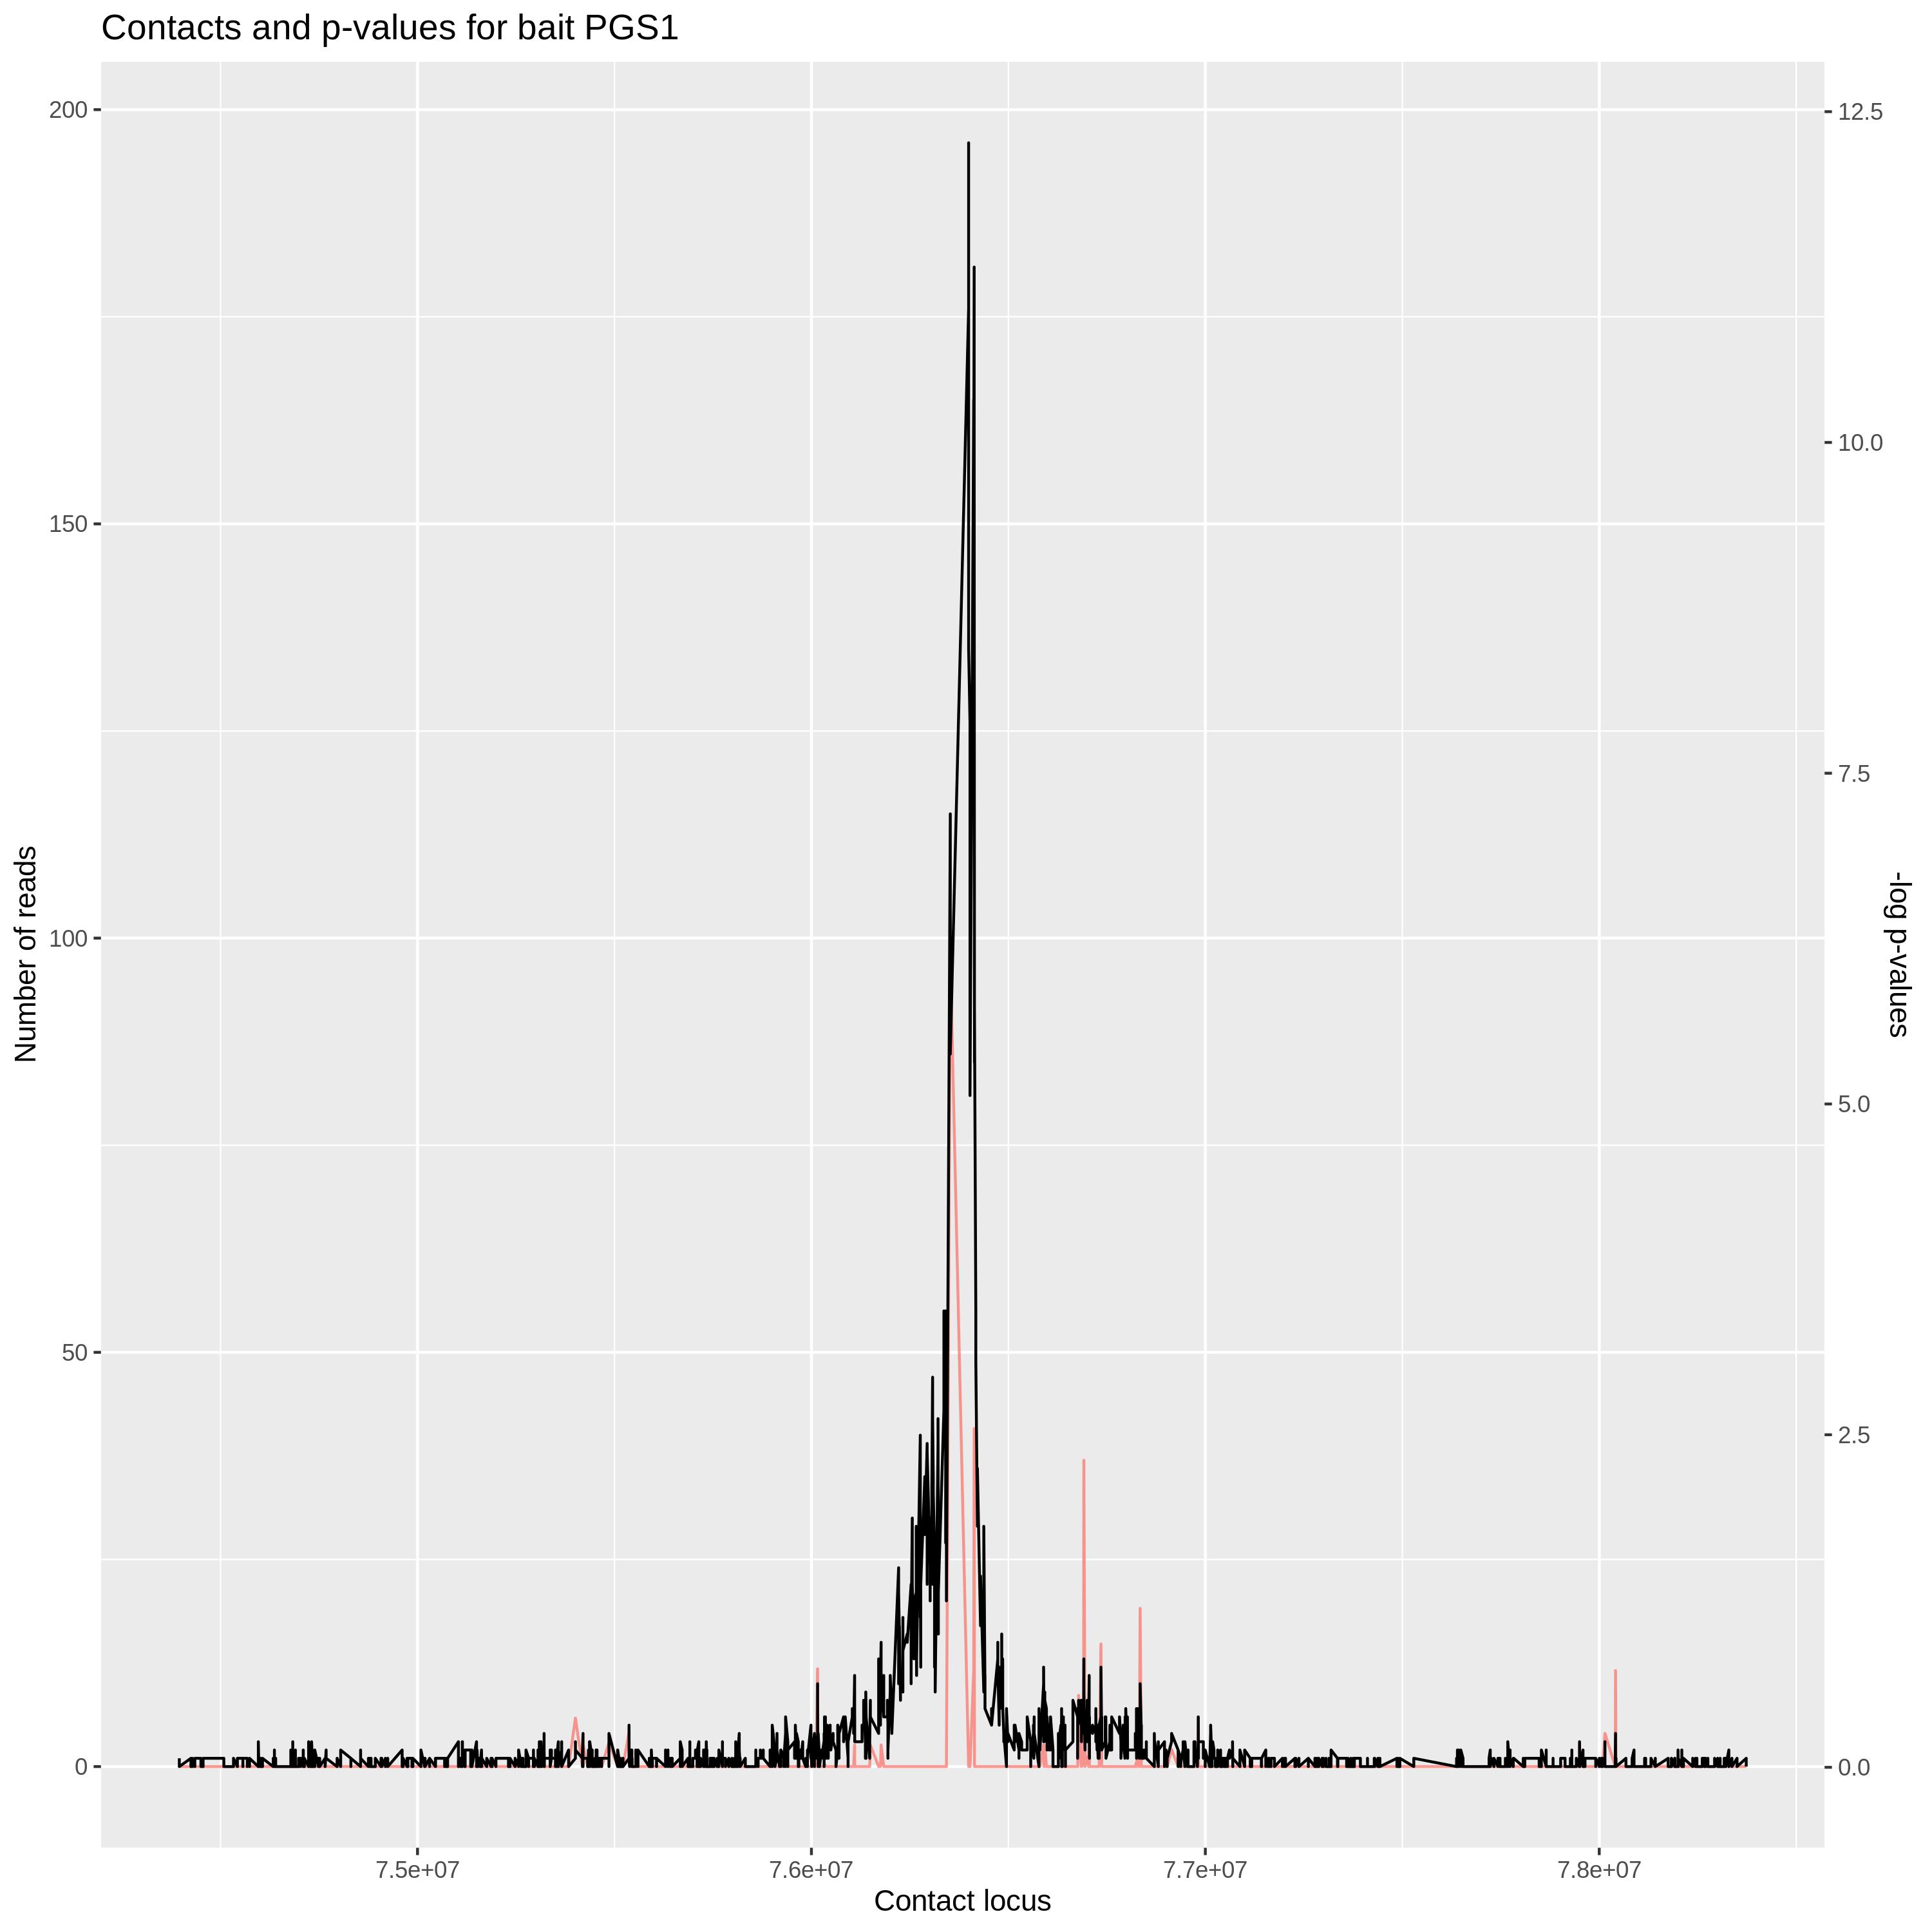 Contacts and p-values for bait PGS1
200
150
100
50
0
Number of reads
12.5
10.0
7.5
5.0
2.5
0.0
-log p-values
7.5e+07
7.6e+07
7.7e+07
7.8e+07
Contact locus